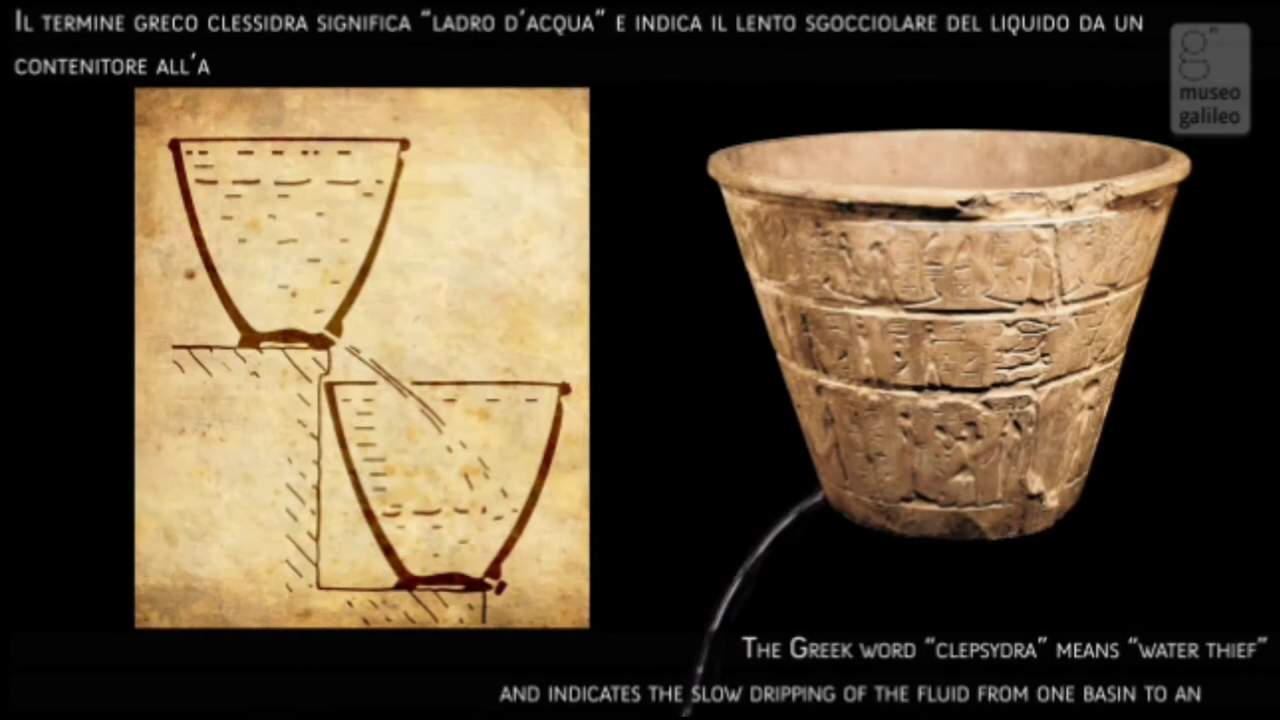 Il termine greco clessidra significa “ladro d'acqua” e indica il lento sgocciolare del liquido da un
contenitore all'a
museo
galileo
The Greek word “clepsydra” means “water thief”
and indicates the slow dripping of the fluid from one basin to an